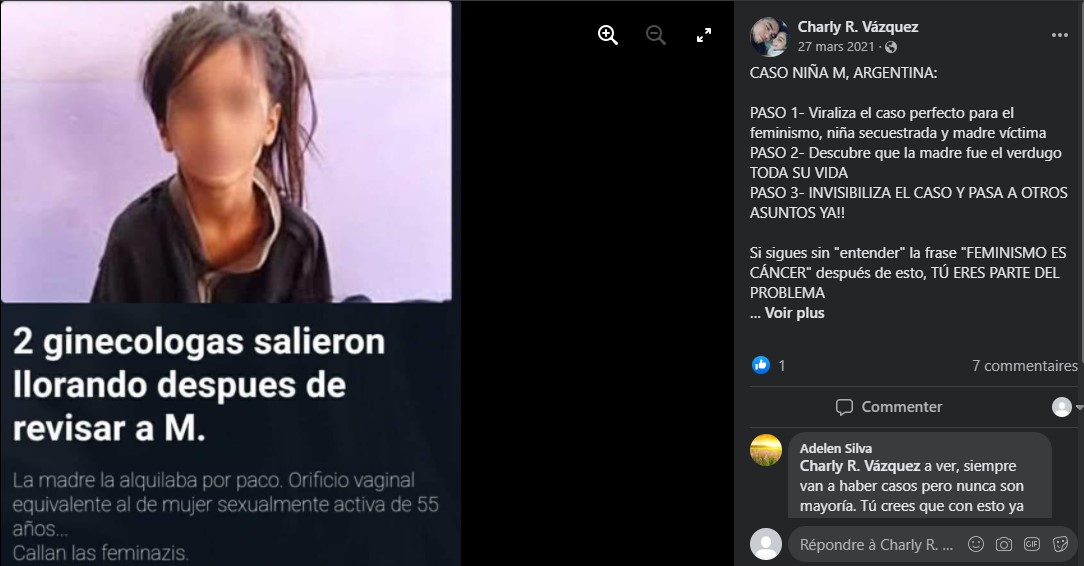 2 ginecologas salieron
llorando despues de
revisar a M.
La madre la alquilaba por paco. Orificio vaginal
equivalente al de mujer sexualmente activa de 55
años...
Callan las feminazis.
Charly R. Vázquez
27 mars 2021 ·
CASO NIÑA M, ARGENTINA:
PASO 1- Viraliza el caso perfecto para el
feminismo, niña secuestrada y madre víctima
PASO 2- Descubre que la madre fue el verdugo
TODA SU VIDA
PASO 3- INVISIBILIZA EL CASO Y PASA A OTROS
ASUNTOS YA!!
Si sigues sin "entender" la frase "FEMINISMO ES
CÁNCER" después de esto, TÚ ERES PARTE DEL
PROBLEMA
... Voir plus
1
7 commentaires
Commenter
Adelen Silva
Charly R. Vázquez a ver, siempre
van a haber casos pero nunca son
mayoría. Tú crees que con esto ya
Répondre à Charly R. ...
GIF